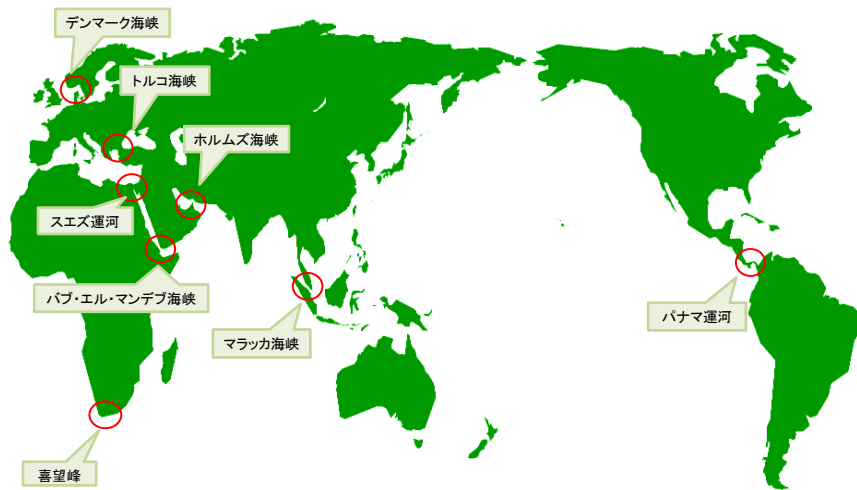 デンマーク海峡
トルコ海峡
ホルムズ海峡
スエズ運河
バブ・エル・マンデブ海峡
マラッカ海峡
パナマ運河
喜望峰